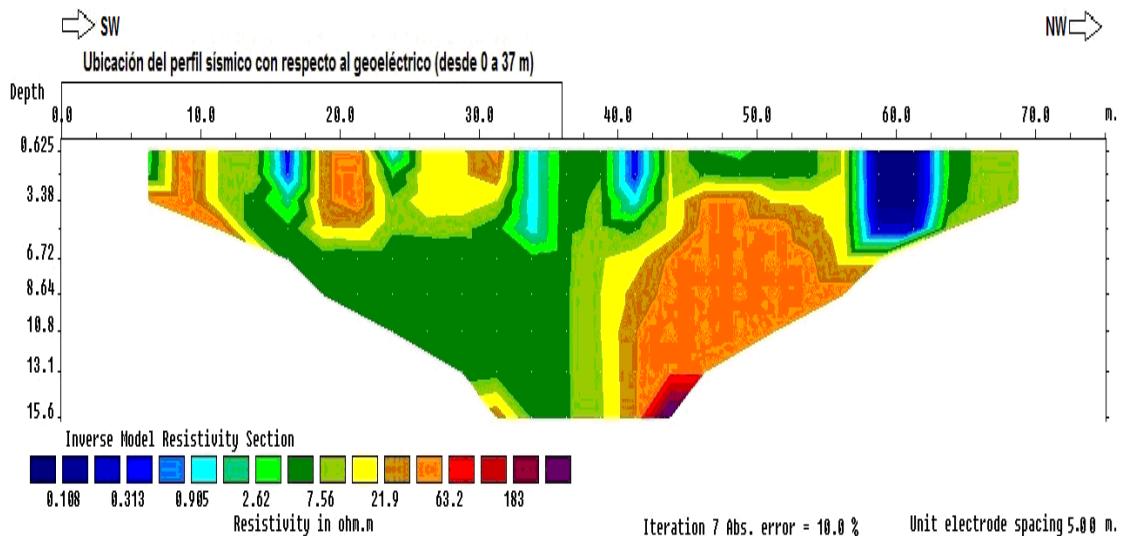 SW
NW
Ubicación del perfil sísmico con respecto al geoeléctrico (desde 0 a 37 m)
Depth
0.0 10.0 20.0 30.0 40.0 50.0 60.0 70.0 m.
0.625
3.38
6.72
8.64
10.8
13.1
15.6
Inverse Model Resistivity Section
0.108 0.313 0.905 2.62 7.56 21.9 63.2 183
Resistivity in ohm.m
Iteration 7 Abs. error = 10.0 %
Unit electrode spacing 5.00 m.